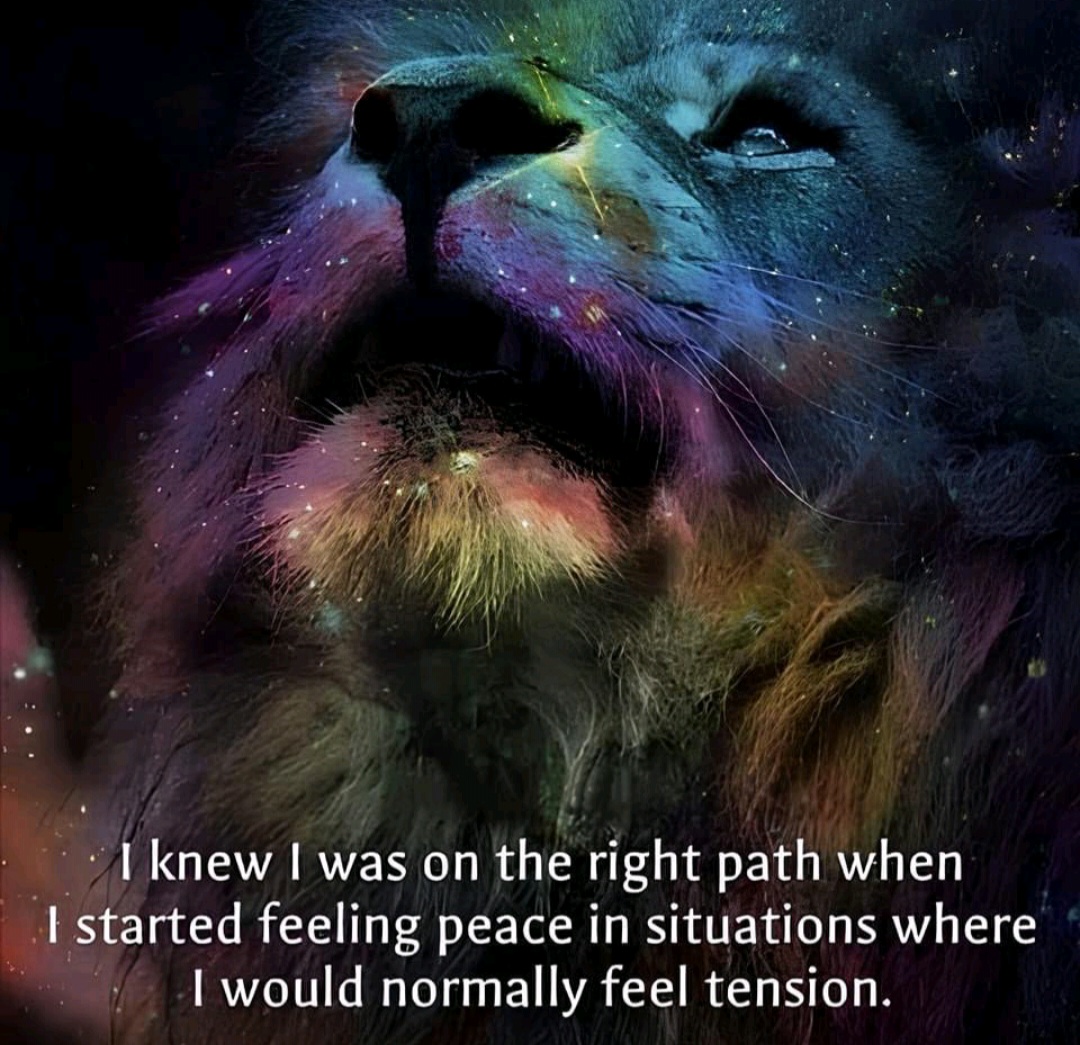 I knew I was on the right path when
I started feeling peace in situations where
I would normally feel tension.